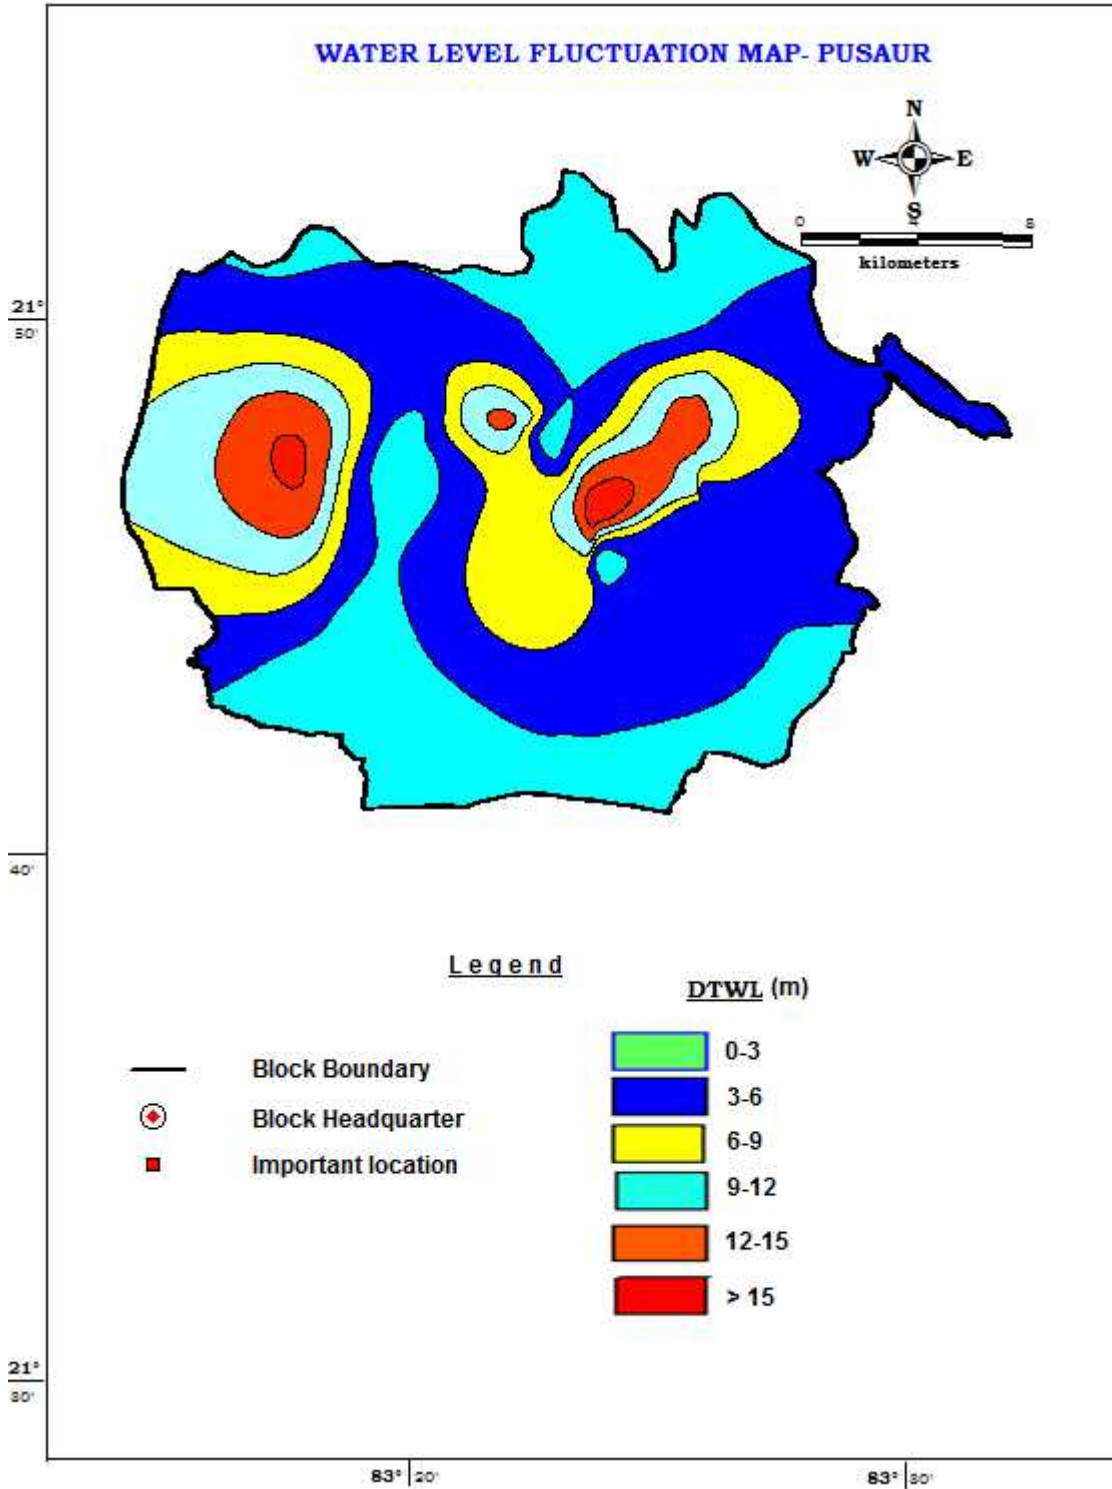 WATER LEVEL FLUCTUATION MAP- PUSAUR
N
W E
S
0 4 8
kilometers
21°
50'
40'
Legend
DTWL (m)
0-3
Block Boundary
3-6
Block Headquarter
6-9
Important location
9-12
12-15
> 15
21°
30'
83° 20' 83° 30'